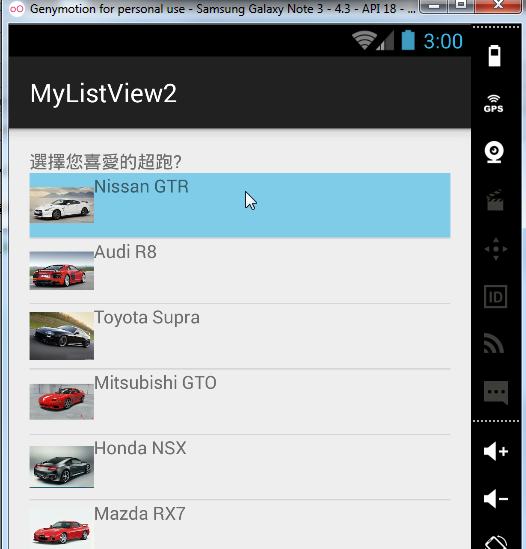 Genymotion for personal use - Samsung Galaxy Note 3 - 4.3 - API 18 - ...
3:00
MyListView2
GPS
選擇您喜愛的超跑?
Nissan GTR
Audi R8
Toyota Supra
ID
Mitsubishi GTO
Honda NSX
Mazda RX7